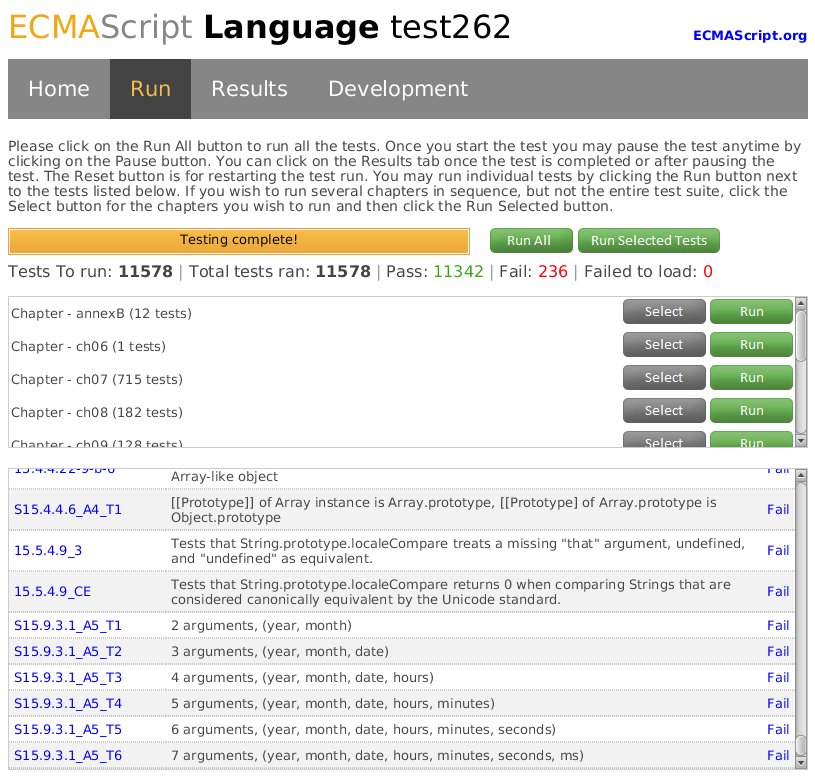 ECMAScript Language test262
ECMAScript.org
Home Run Results Development
Please click on the Run All button to run all the tests. Once you start the test you may pause the test anytime by
clicking on the Pause button. You can click on the Results tab once the test is completed or after pausing the
test. The Reset button is for restarting the test run. You may run individual tests by clicking the Run button next
to the tests listed below. If you wish to run several chapters in sequence, but not the entire test suite, click the
Select button for the chapters you wish to run and then click the Run Selected button.
Testing complete! Run All Run Selected Tests
Tests To run: 11578 | Total tests ran: 11578 | Pass: 11342 | Fail: 236 | Failed to load: 0
Chapter - annexB (12 tests) Select Run
Chapter - ch06 (1 tests) Select Run
Chapter - ch07 (715 tests) Select Run
Chapter - ch08 (182 tests) Select Run
Chapter - ch09 (128 tests) Select Run
15.4.4.22-9-b-6 Fail
Array-like object
S15.4.4.6_A4_T1 [[Prototype]] of Array instance is Array.prototype, [[Prototype] of Array.prototype is Fail
Object.prototype
15.5.4.9_3 Tests that String.prototype.localeCompare treats a missing "that" argument, undefined, Fail
and "undefined" as equivalent.
15.5.4.9_CE Tests that String.prototype.localeCompare returns 0 when comparing Strings that are Fail
considered canonically equivalent by the Unicode standard.
S15.9.3.1_A5_T1 2 arguments, (year, month) Fail
S15.9.3.1_A5_T2 3 arguments, (year, month, date) Fail
S15.9.3.1_A5_T3 4 arguments, (year, month, date, hours) Fail
S15.9.3.1_A5_T4 5 arguments, (year, month, date, hours, minutes) Fail
S15.9.3.1_A5_T5 6 arguments, (year, month, date, hours, minutes, seconds) Fail
S15.9.3.1_A5_T6 7 arguments, (year, month, date, hours, minutes, seconds, ms) Fail